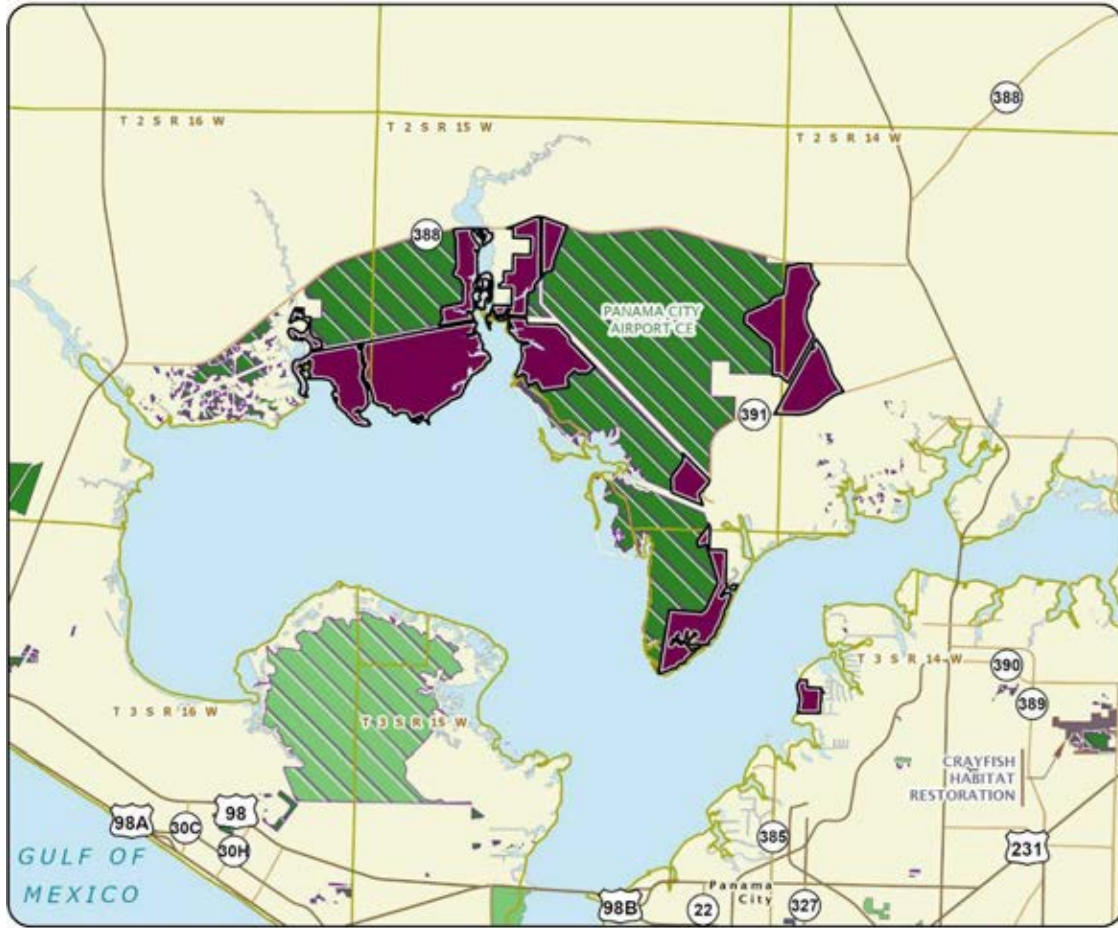 388
T 2 S R 16 W
T 2 S R 15 W
T 2 S R 14 W
388
PANAMA CITY
AIRPORT CE
391
T 3 S R 14 W
390
389
T 3 S R 16 W
T 3 S R 15 W
CRAYFISH
HABITAT
RESTORATION
98
98A
30C
30H
385
231
GULF OF
MEXICO
Panama
City
98B
22
327